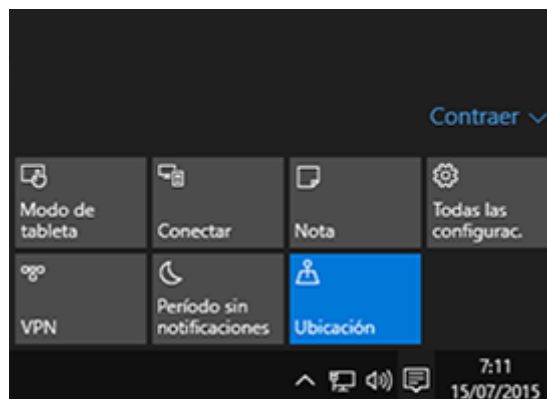 Contraer
Modo de
tableta
Conectar
Nota
Todas las
configurac.
VPN
Período sin
notificaciones
Ubicación
7:11
15/07/2015